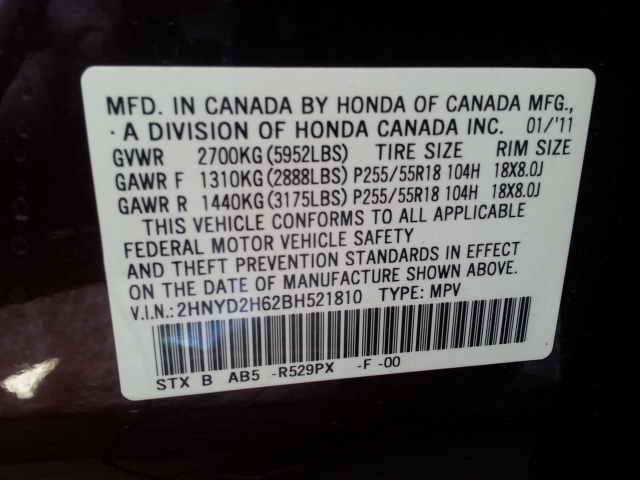 MFD. IN CANADA BY HONDA OF CANADA MFG.,
· A DIVISION OF HONDA CANADA INC. 01/'11
GVWR 2700KG(5952LBS) TIRE SIZE RIM SIZE
GAWR F 1310KG(2888LBS) P255/55R18 104H 18X8.0J
GAWR R 1440KG(3175LBS) P255/55R18 104H 18X8.0J
THIS VEHICLE CONFORMS TO ALL APPLICABLE
FEDERAL MOTOR VEHICLE SAFETY
AND THEFT PREVENTION STANDARDS IN EFFECT
ON THE DATE OF MANUFACTURE SHOWN ABOVE.
V.I.N.:2HNYD2H62BH521810 TYPE: MPV
STX B AB5 -R529PX -F -00